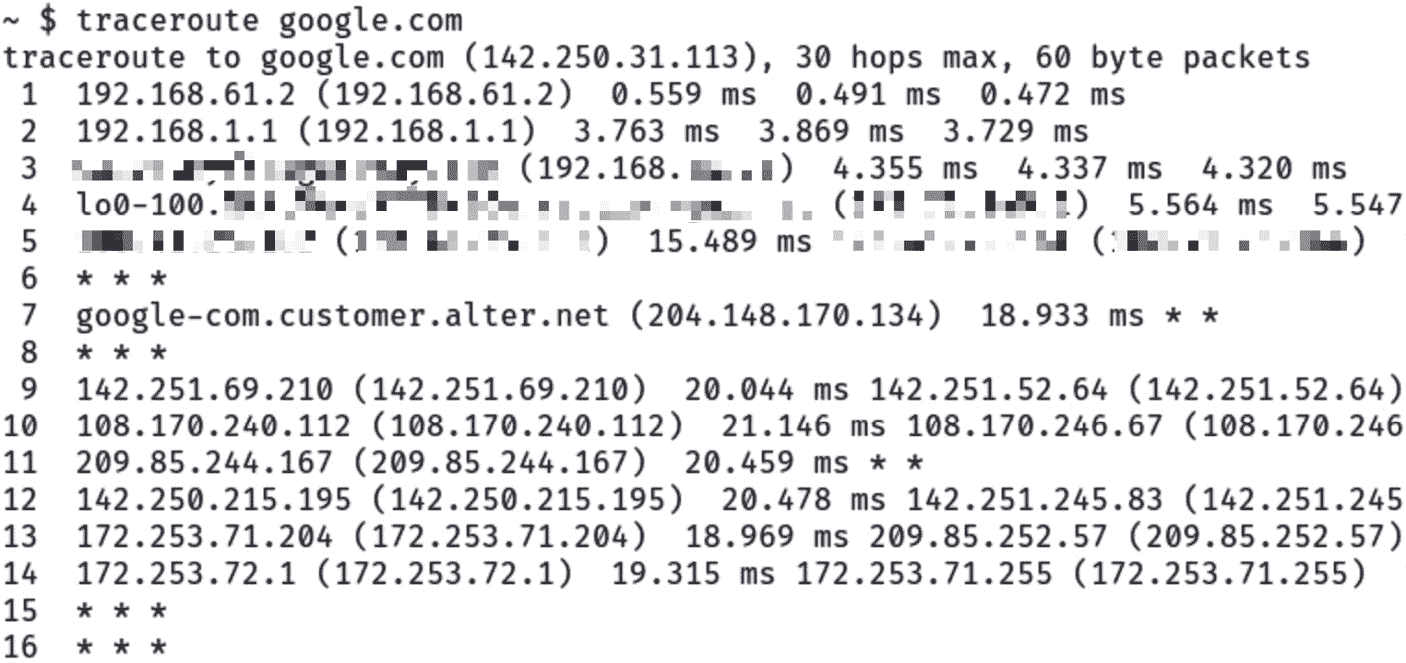 ~ $ traceroute google.com
traceroute to google.com (142.250.31.113), 30 hops max, 60 byte packets
1 192.168.61.2 (192.168.61.2) 0.559 ms 0.491 ms 0.472 ms
2 192.168.1.1 (192.168.1.1) 3.763 ms 3.869 ms 3.729 ms
3 (192.168. ) 4.355 ms 4.337 ms 4.320 ms
4 lo0-100. ( ) 5.564 ms 5.547
5 ( ) 15.489 ms ( )
6 * * *
7 google-com.customer.alter.net (204.148.170.134) 18.933 ms * *
8 * * *
9 142.251.69.210 (142.251.69.210) 20.044 ms 142.251.52.64 (142.251.52.64)
10 108.170.240.112 (108.170.240.112) 21.146 ms 108.170.246.67 (108.170.246
11 209.85.244.167 (209.85.244.167) 20.459 ms * *
12 142.250.215.195 (142.250.215.195) 20.478 ms 142.251.245.83 (142.251.245
13 172.253.71.204 (172.253.71.204) 18.969 ms 209.85.252.57 (209.85.252.57)
14 172.253.72.1 (172.253.72.1) 19.315 ms 172.253.71.255 (172.253.71.255)
15 * * *
16 * * *